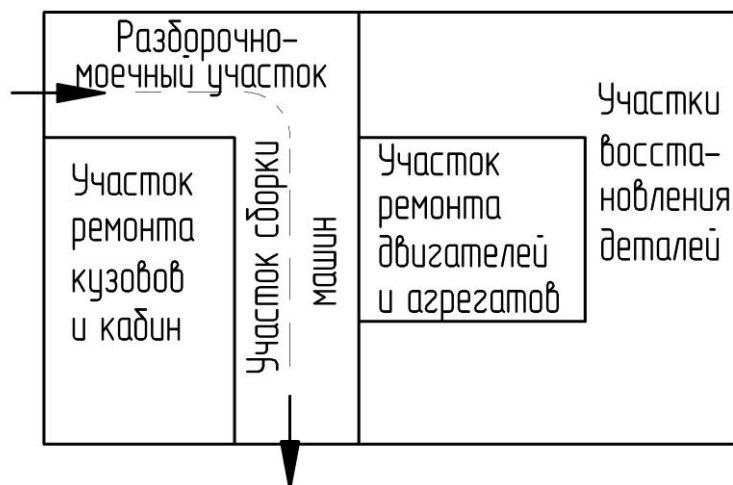 Разборочно-
моечный участок
Участок
ремонта
кузовов
и кабин
Участок сборки
машин
Участок
ремонта
двигателей
и агрегатов
Участки
восста-
новления
деталей